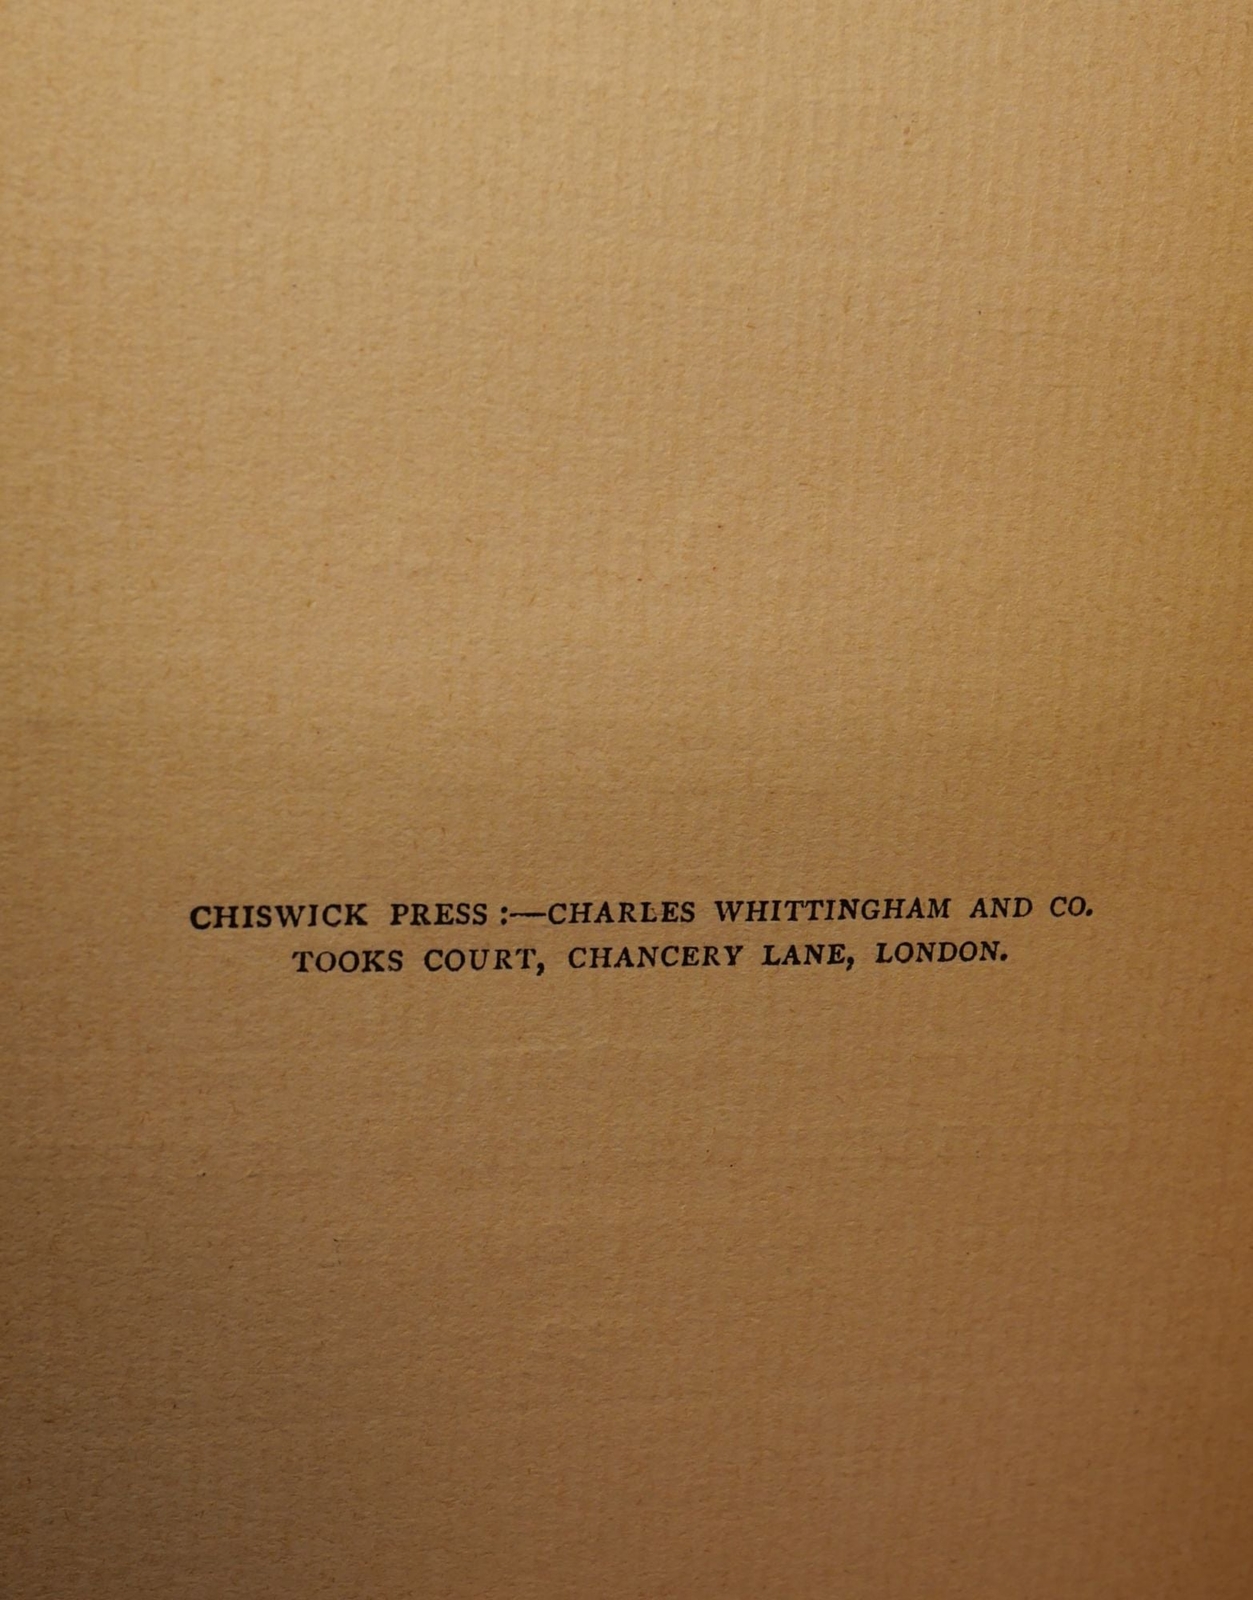 CHISWICK PRESS :—CHARLES WHITTINGHAM AND CO.
TOOKS COURT, CHANCERY LANE, LONDON.